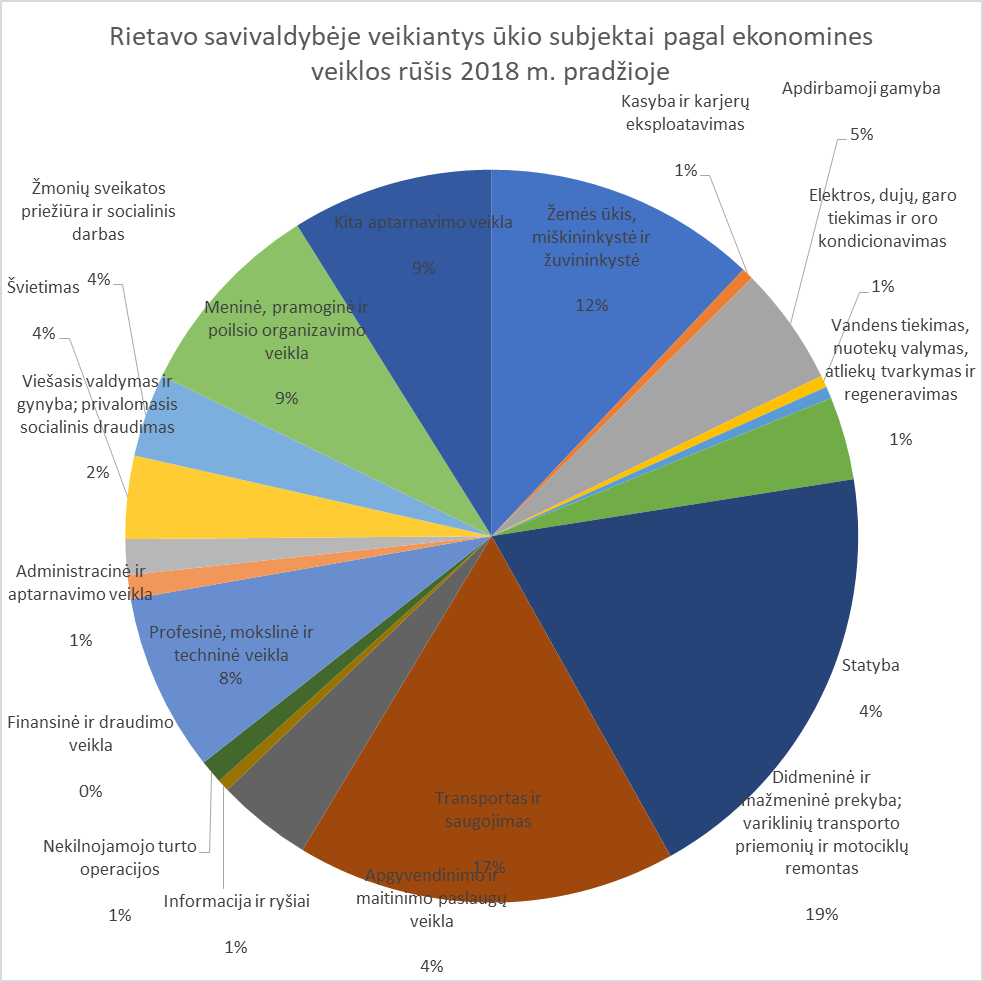 Rietavo savivaldybėje veikiantys ūkio subjektai pagal ekonomines
veiklos rūšis 2018 m. pradžioje
Žemės ūkis,
miškininkystė ir
žuvininkystė
12%
Kasyba ir karjerų
eksploatavimas
1%
Apdirbamoji gamyba
5%
Elektros, dujų, garo
tiekimas ir oro
kondicionavimas
1%
Vandens tiekimas,
nuotekų valymas,
atliekų tvarkymas ir
regeneravimas
1%
Statyba
4%
Didmeninė ir
mažmeninė prekyba;
variklinių transporto
priemonių ir motociklų
remontas
19%
Transportas ir
saugojimas
17%
Apgyvendinimo ir
maitinimo paslaugų
veikla
4%
Informacija ir ryšiai
1%
Nekilnojamojo turto
operacijos
1%
Finansinė ir draudimo
veikla
0%
Profesinė, mokslinė ir
techninė veikla
8%
Administracinė ir
aptarnavimo veikla
1%
Viešasis valdymas ir
gynyba; privalomasis
socialinis draudimas
2%
Švietimas
4%
Žmonių sveikatos
priežiūra ir socialinis
darbas
4%
Meninė, pramoginė ir
poilsio organizavimo
veikla
9%
Kita aptarnavimo veikla
9%